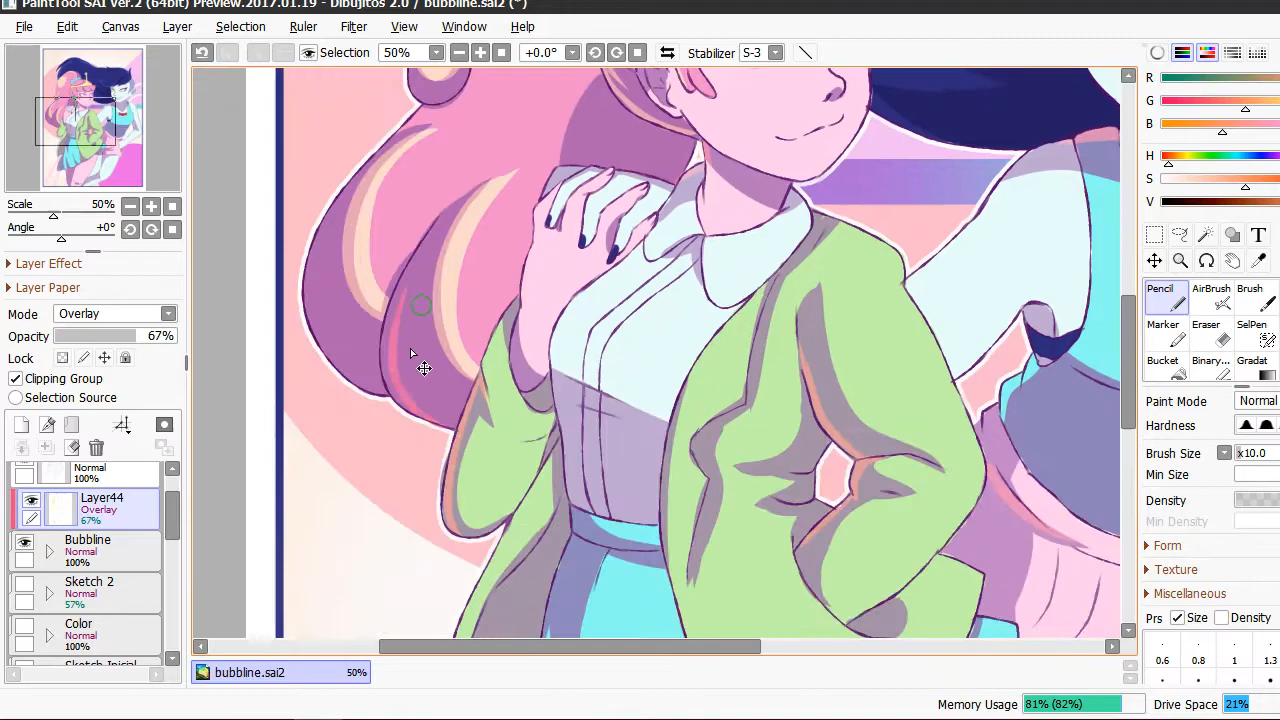 PaintTool SAI Ver.2 (64bit) Preview.2017.01.19 - Dibujitos 2.0 / bubbline.sai2 (*)
File Edit Canvas Layer Selection Ruler Filter View Window Help
Selection 50% +0.0° Stabilizer S-3
R
G
B
H
S
V
Scale 50%
Angle +0°
Layer Effect
Layer Paper
Mode Overlay
Opacity 67%
Lock
Clipping Group
Selection Source
Normal
100%
Layer44
Overlay
67%
Bubbline
Normal
100%
Sketch 2
Normal
57%
Color
Normal
100%
Sketch Inicial
T
Pencil AirBrush Brush
Marker Eraser SelPen
Bucket Binary... Gradat
Paint Mode Normal
Hardness
Brush Size x10.0
Min Size
Density
Min Density
Form
Texture
Miscellaneous
Prs Size Density
0.6 0.8 1 1.3
bubbline.sai2 50%
Memory Usage 81% (82%) Drive Space 21%